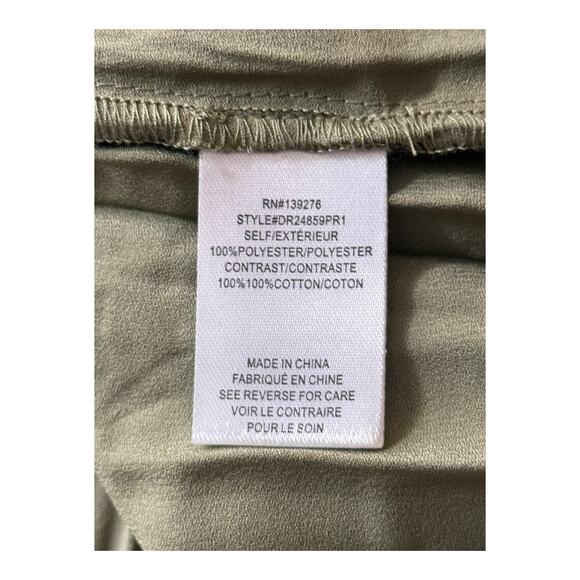 RN#139276
STYLE#DR24859PR1
SELF/EXTÉRIEUR
100%POLYESTER/POLYESTER
CONTRAST/CONTRASTE
100%100%COTTON/COTON
MADE IN CHINA
FABRIQUÉ EN CHINE
SEE REVERSE FOR CARE
VOIR LE CONTRAIRE
POUR LE SOIN